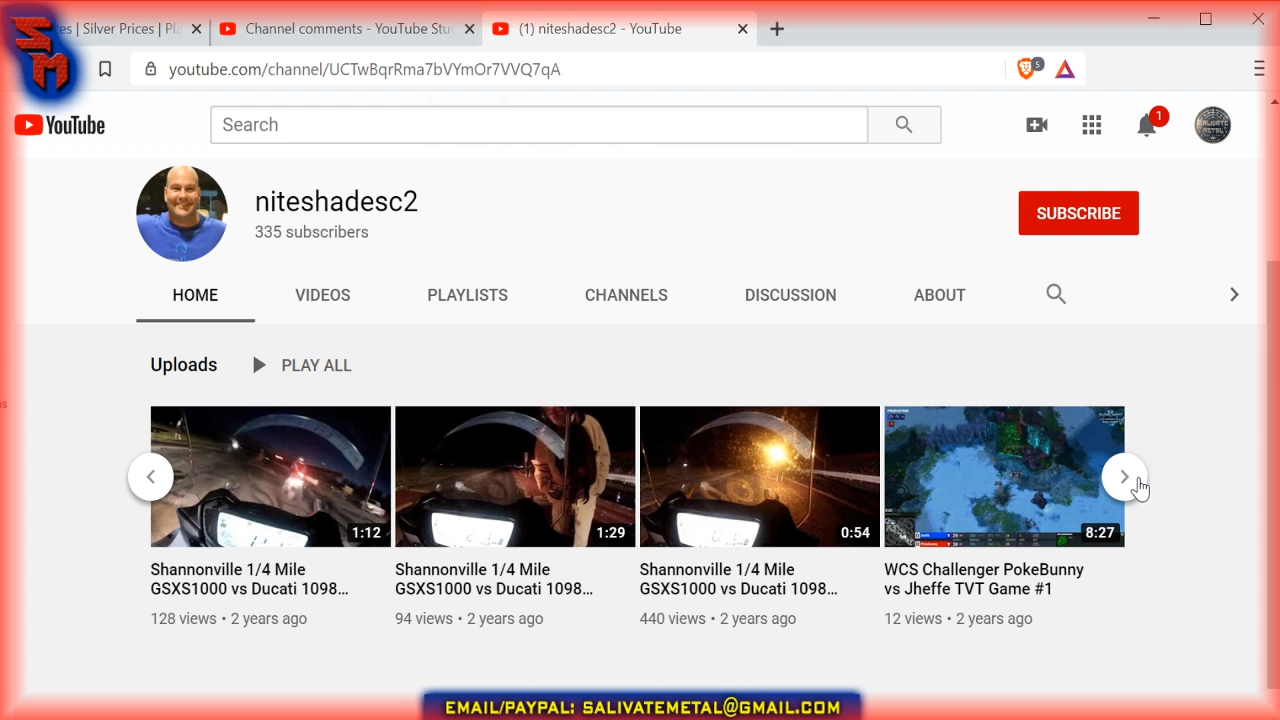 SM
es | Silver Prices | Pla
Channel comments - YouTube Stud
(1) niteshadesc2 - YouTube
youtube.com/channel/UCTwBqrRma7bVYmOr7VVQ7qA
5
YouTube
Search
1
SALIVATE
METAL
niteshadesc2
335 subscribers
SUBSCRIBE
HOME
VIDEOS
PLAYLISTS
CHANNELS
DISCUSSION
ABOUT
Uploads
PLAY ALL
1:12
1:29
0:54
8:27
Shannonville 1/4 Mile
GSXS1000 vs Ducati 1098...
128 views • 2 years ago
Shannonville 1/4 Mile
GSXS1000 vs Ducati 1098...
94 views • 2 years ago
Shannonville 1/4 Mile
GSXS1000 vs Ducati 1098...
440 views • 2 years ago
WCS Challenger PokeBunny
vs Jheffe TVT Game #1
12 views • 2 years ago
EMAIL/PAYPAL: SALIVATEMETAL@GMAIL.COM